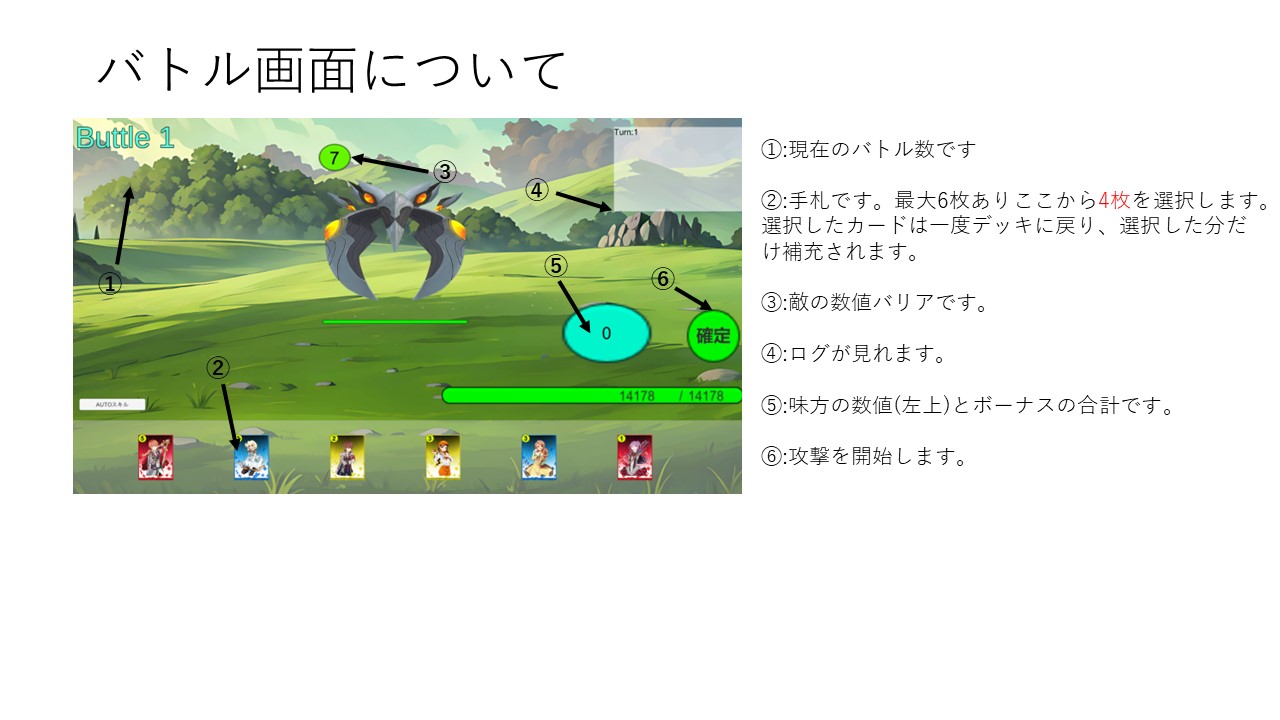 バトル画面について
Buttle 1
7
③
Turn:1
④
①
⑤
⑥
0
確定
②
14178 / 14178
AUTOスキル
5
2
3
3
1
①:現在のバトル数です
②:手札です。最大6枚ありここから4枚を選択します。
選択したカードは一度デッキに戻り、選択した分だ
け補充されます。
③:敵の数値バリアです。
④:ログが見れます。
⑤:味方の数値(左上)とボーナスの合計です。
⑥:攻撃を開始します。